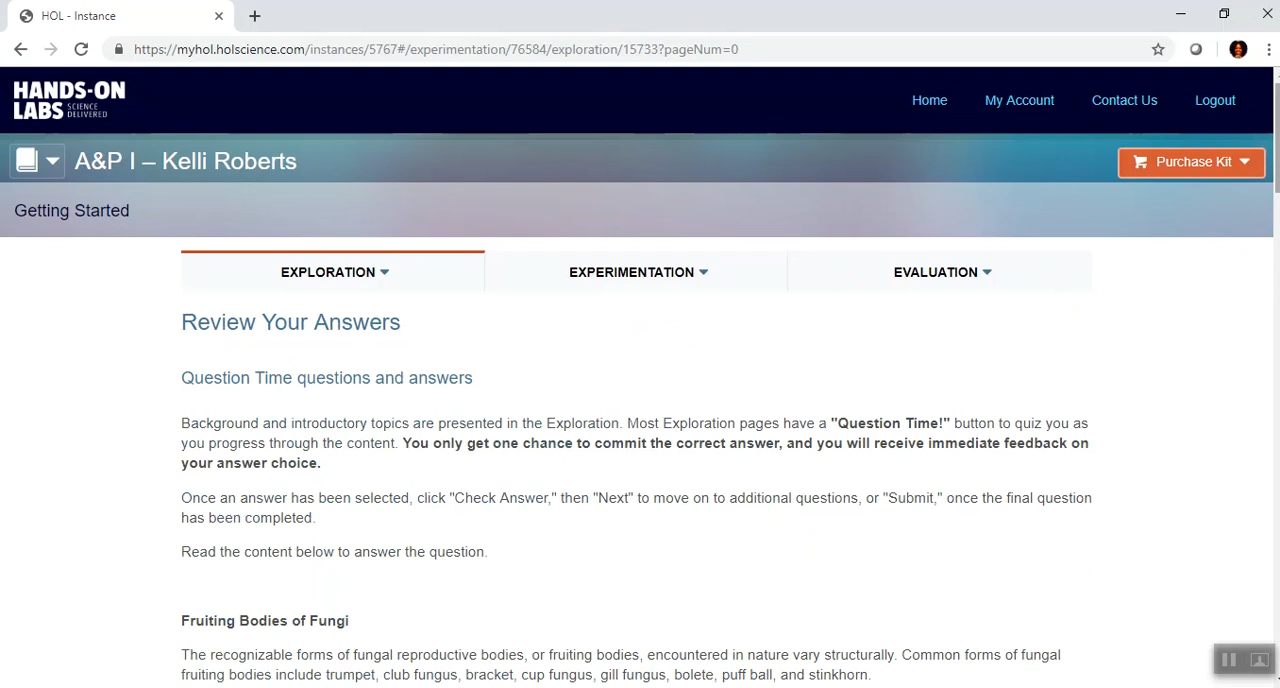 HOL - Instance
https://myhol.holscience.com/instances/5767#/experimentation/76584/exploration/15733?pageNum=0
HANDS-ON
LABS SCIENCE DELIVERED
Home My Account Contact Us Logout
A&P I – Kelli Roberts
Purchase Kit
Getting Started
EXPLORATION EXPERIMENTATION EVALUATION
Review Your Answers
Question Time questions and answers
Background and introductory topics are presented in the Exploration. Most Exploration pages have a "Question Time!" button to quiz you as
you progress through the content. You only get one chance to commit the correct answer, and you will receive immediate feedback on
your answer choice.
Once an answer has been selected, click "Check Answer," then "Next" to move on to additional questions, or "Submit," once the final question
has been completed.
Read the content below to answer the question.
Fruiting Bodies of Fungi
The recognizable forms of fungal reproductive bodies, or fruiting bodies, encountered in nature vary structurally. Common forms of fungal
fruiting bodies include trumpet, club fungus, bracket, cup fungus, gill fungus, bolete, puff ball, and stinkhorn.